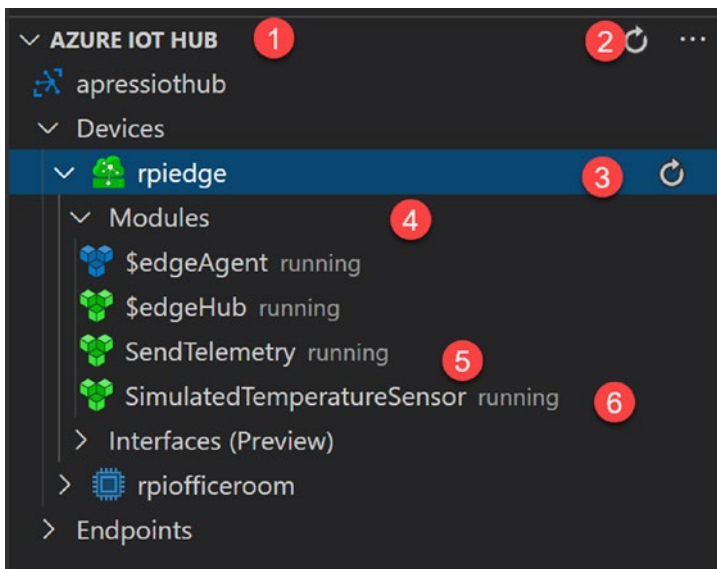 AZURE IOT HUB 1 2 ...
apressiothub
Devices
rpiedge 3
Modules 4
$edgeAgent running
$edgeHub running
SendTelemetry running 5
SimulatedTemperatureSensor running 6
Interfaces (Preview)
rpiofficeroom
Endpoints